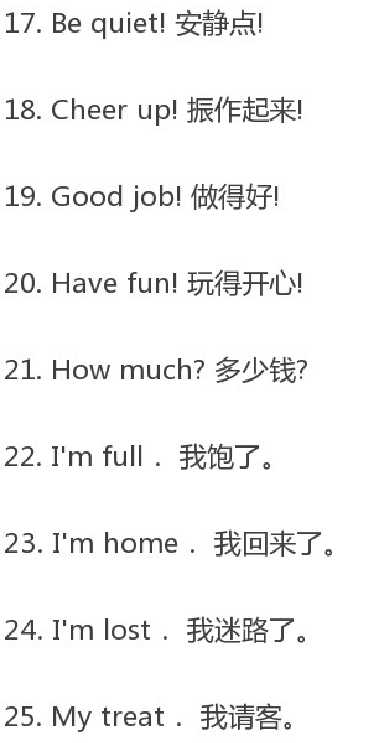 17. Be quiet! 安静点!
18. Cheer up! 振作起来!
19. Good job! 做得好!
20. Have fun! 玩得开心!
21. How much? 多少钱?
22. I'm full． 我饱了。
23. I'm home． 我回来了。
24. I'm lost． 我迷路了。
25. My treat． 我请客。